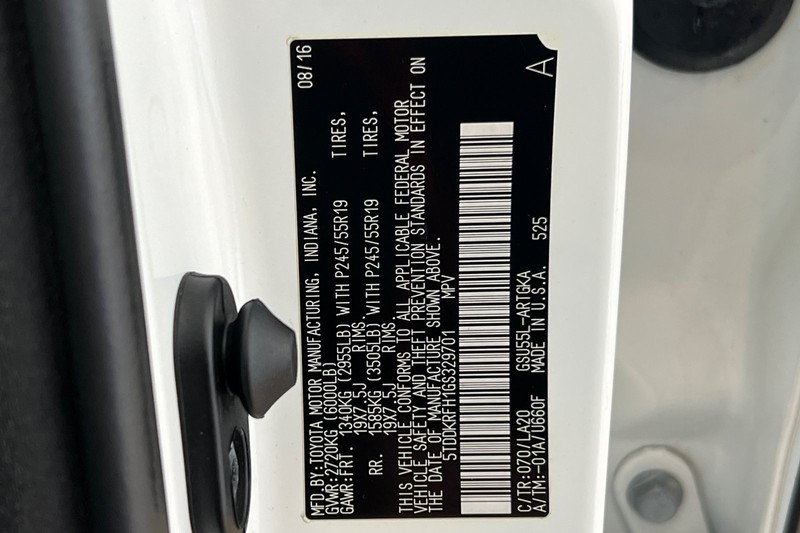 MFD. BY: TOYOTA MOTOR MANUFACTURING, INDIANA, INC. 08/16
GVWR: 2720KG (6000LB)
GAWR: FRT. 1340KG (2955LB) WITH P245/55R19 TIRES,
19X7.5J RIMS.
RR. 1585KG (3505LB) WITH P245/55R19 TIRES,
19X7.5J RIMS.
THIS VEHICLE CONFORMS TO ALL APPLICABLE FEDERAL MOTOR
VEHICLE SAFETY AND THEFT PREVENTION STANDARDS IN EFFECT ON
THE DATE OF MANUFACTURE SHOWN ABOVE.
5TDDKRFH1GS329701 MPV
A
C/TR: 070/LA20 GSU55L-ARTGKA
A/TM: -01A/U660F MADE IN U.S.A. 525